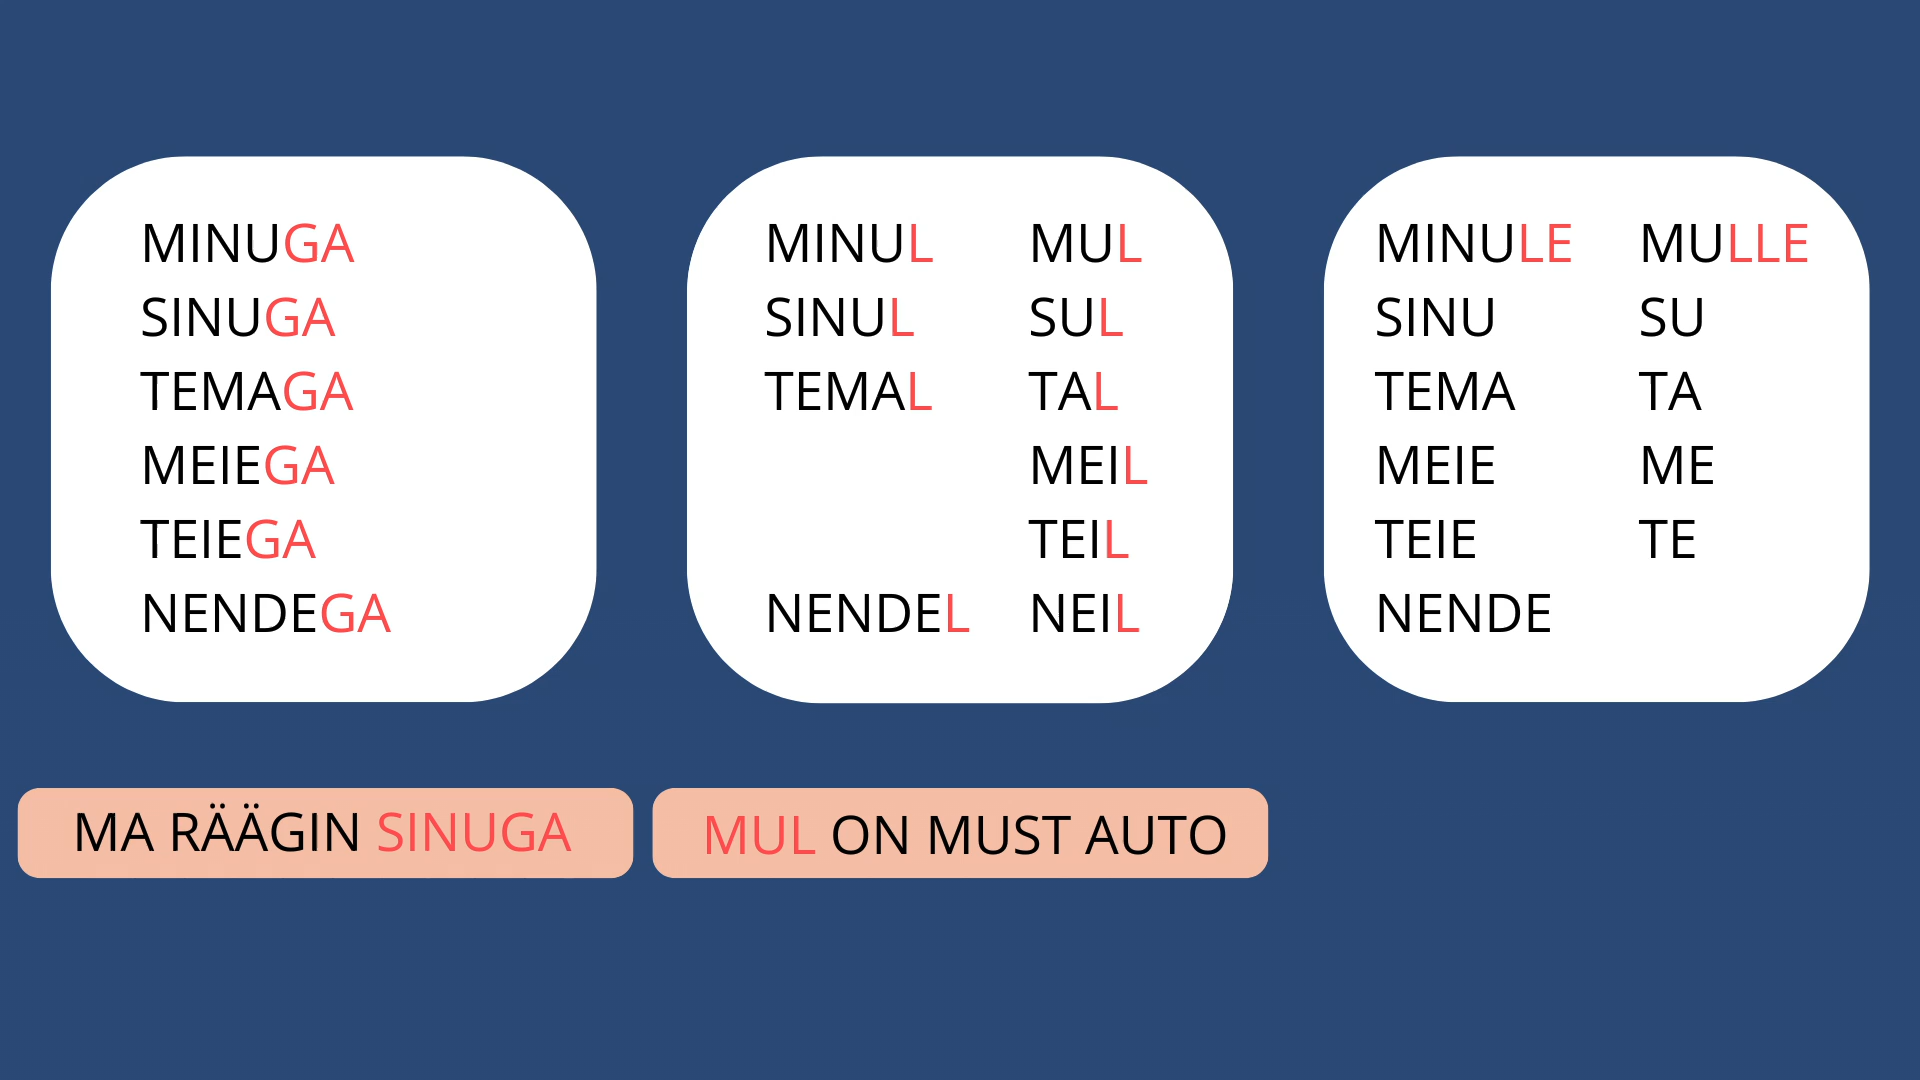 MINUGA
SINUGA
TEMAGA
MEIEGA
TEIEGA
NENDEGA
MINUL MUL
SINUL SUL
TEMAL TAL
MEIL
TEIL
NENDEL NEIL
MINULE MULLE
SINU SU
TEMA TA
MEIE ME
TEIE TE
NENDE
MA RÄÄGIN SINUGA
MUL ON MUST AUTO